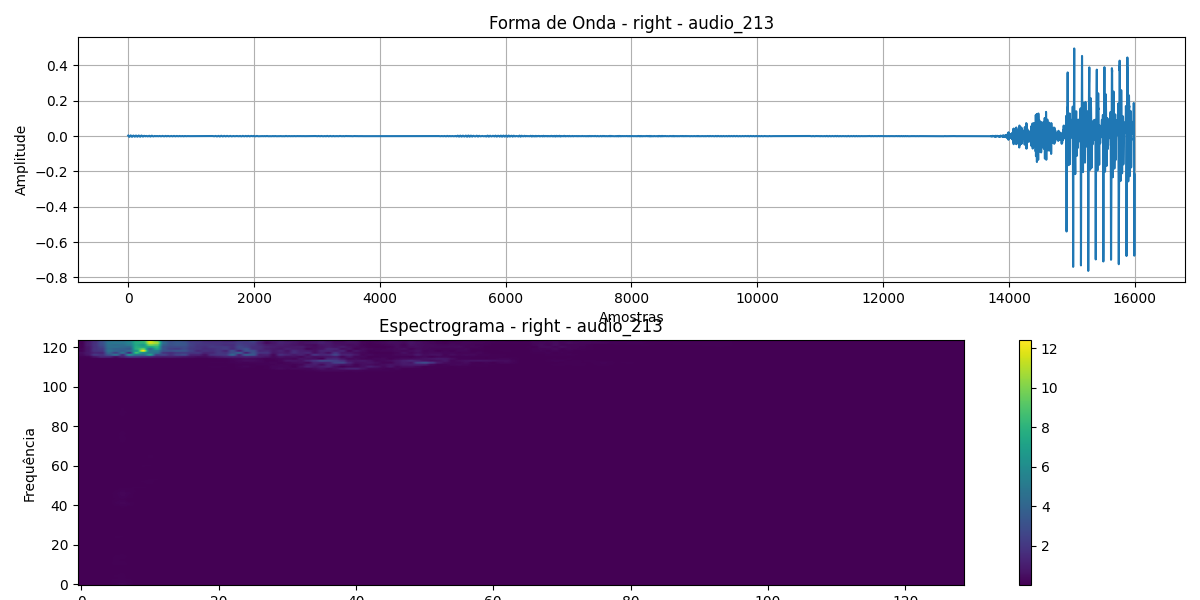 Forma de Onda - right - audio_213
Amplitude
0.4
0.2
0.0
−0.2
−0.4
−0.6
−0.8
0 2000 4000 6000 8000 10000 12000 14000 16000
Amostras
Espectrograma - right - audio_213
Frequência
120
100
80
60
40
20
0
0 20 40 60 80 100 120
12
10
8
6
4
2